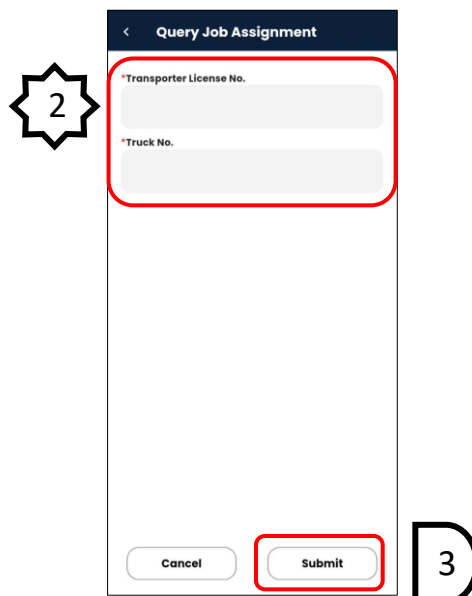 Query Job Assignment
*Transporter License No.
2
*Truck No.
Cancel
Submit
3